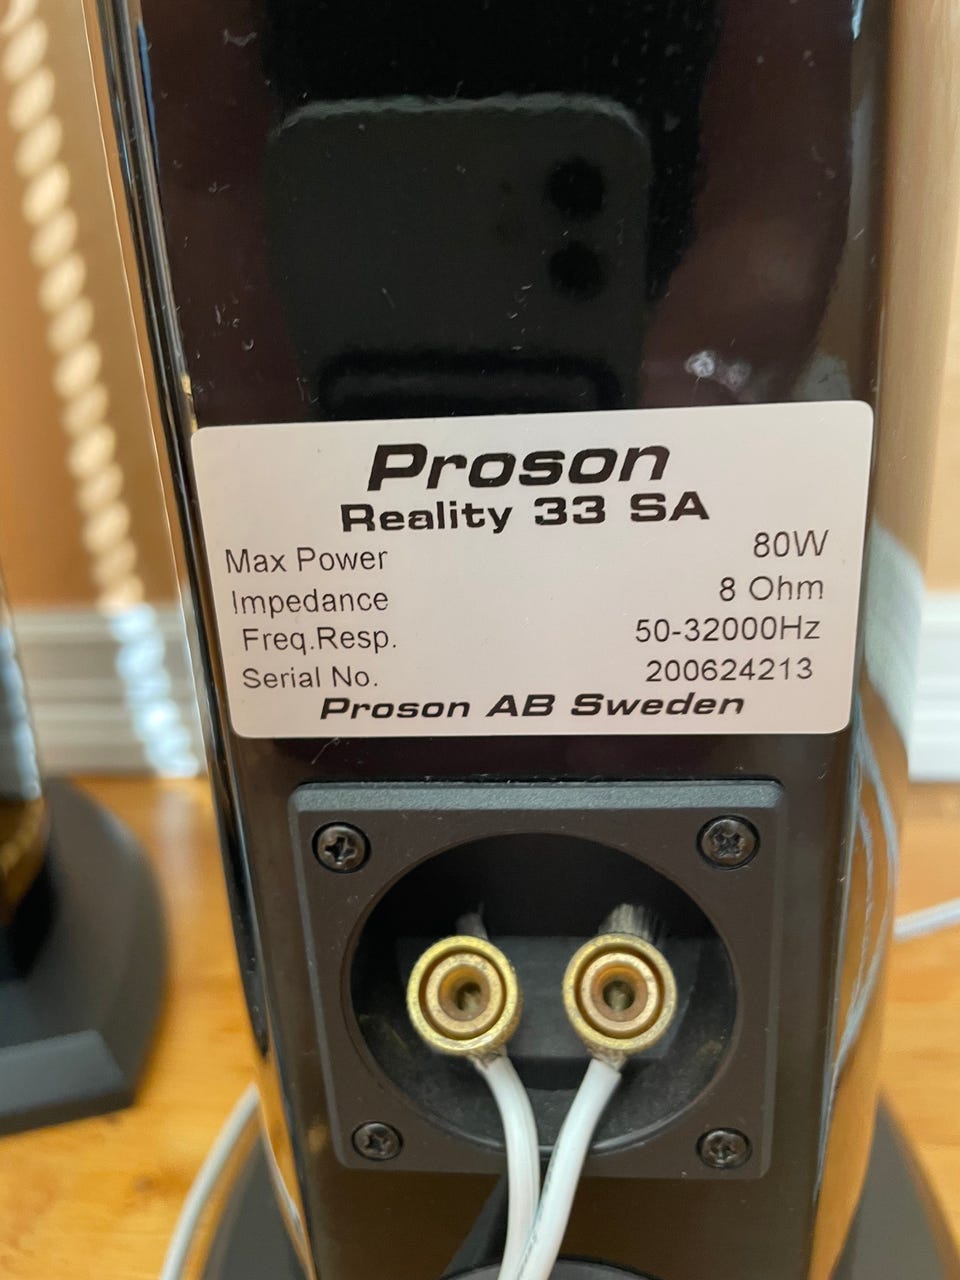 Proson
Reality 33 SA
Max Power 80W
Impedance 8 Ohm
Freq.Resp. 50-32000Hz
Serial No. 200624213
Proson AB Sweden